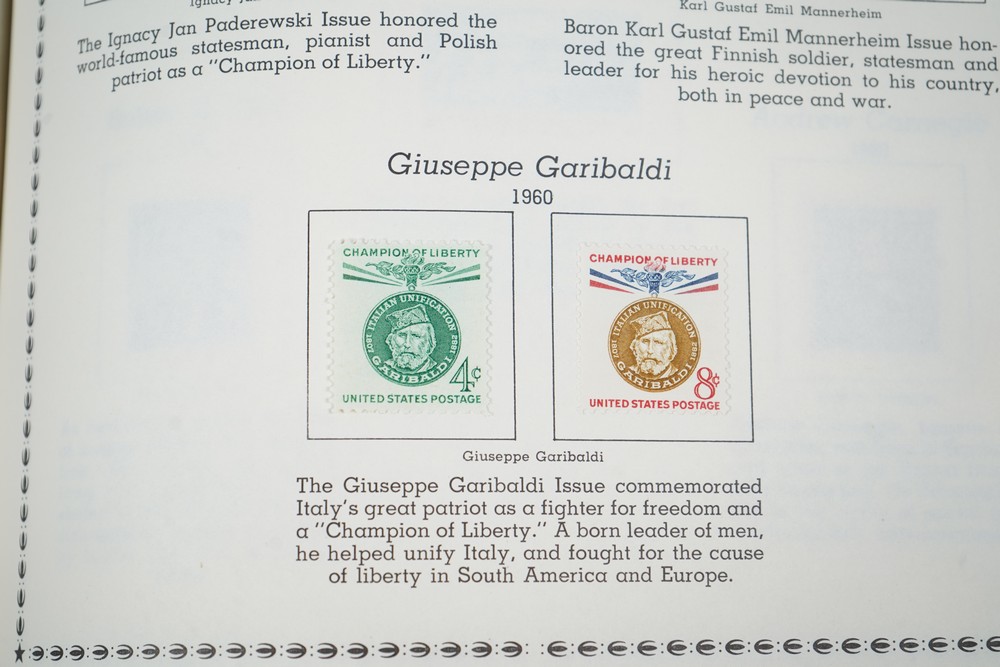 The Ignacy Jan Paderewski Issue honored the
world-famous statesman, pianist and Polish
patriot as a "Champion of Liberty."
Karl Gustaf Emil Mannerheim
Baron Karl Gustaf Emil Mannerheim Issue hon-
ored the great Finnish soldier, statesman and
leader for his heroic devotion to his country,
both in peace and war.
Giuseppe Garibaldi
1960
CHAMPION OF LIBERTY
ITALIAN UNIFICATION
1807 1882
GARIBALDI
4¢
UNITED STATES POSTAGE
CHAMPION OF LIBERTY
ITALIAN UNIFICATION
1807 1882
GARIBALDI
8¢
UNITED STATES POSTAGE
Giuseppe Garibaldi
The Giuseppe Garibaldi Issue commemorated
Italy's great patriot as a fighter for freedom and
a "Champion of Liberty." A born leader of men,
he helped unify Italy, and fought for the cause
of liberty in South America and Europe.